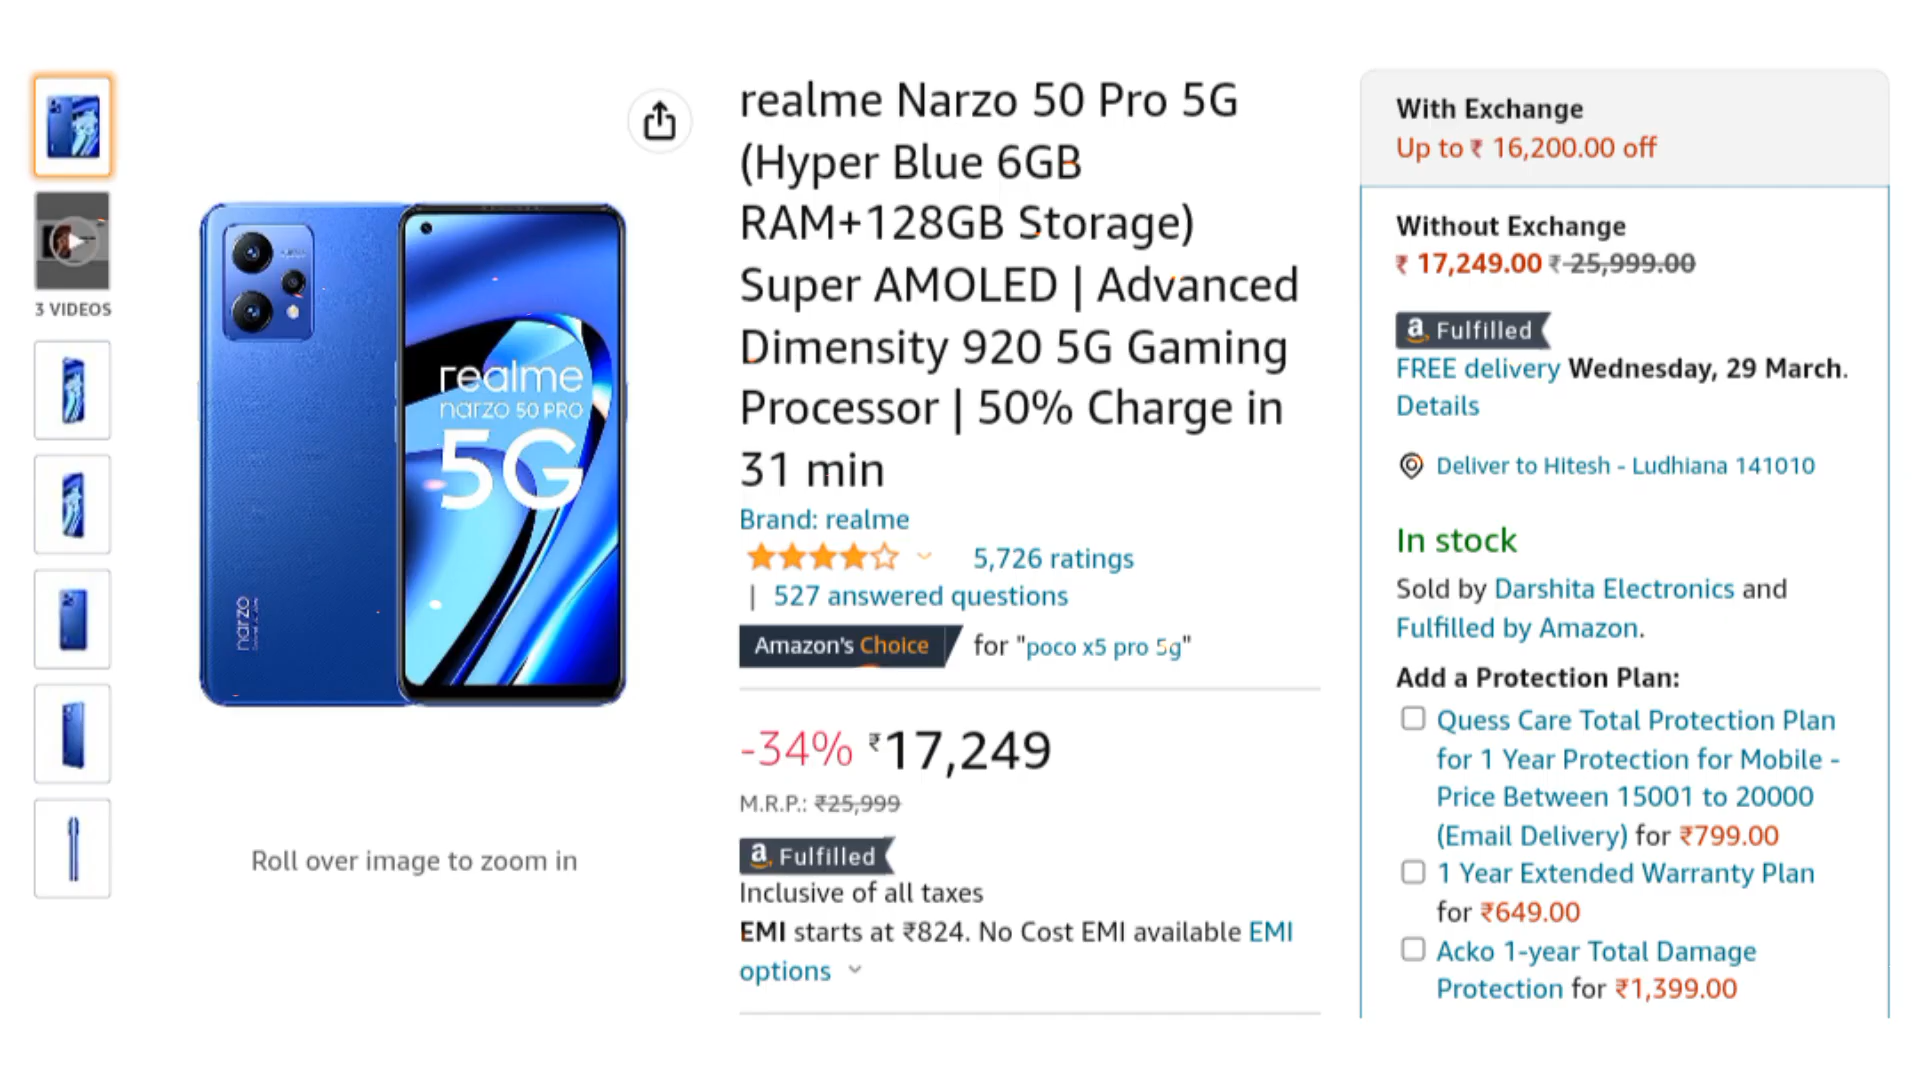 3 VIDEOS
realme
narzo 50 PRO
5G
narzo
Roll over image to zoom in
realme Narzo 50 Pro 5G
(Hyper Blue 6GB
RAM+128GB Storage)
Super AMOLED | Advanced
Dimensity 920 5G Gaming
Processor | 50% Charge in
31 min
Brand: realme
5,726 ratings
| 527 answered questions
Amazon's Choice for "poco x5 pro 5g"
-34% ₹17,249
M.R.P.: ₹25,999
a Fulfilled
Inclusive of all taxes
EMI starts at ₹824. No Cost EMI available EMI
options
With Exchange
Up to ₹ 16,200.00 off
Without Exchange
₹ 17,249.00 ₹ 25,999.00
a Fulfilled
FREE delivery Wednesday, 29 March.
Details
Deliver to Hitesh - Ludhiana 141010
In stock
Sold by Darshita Electronics and
Fulfilled by Amazon.
Add a Protection Plan:
Quess Care Total Protection Plan
for 1 Year Protection for Mobile -
Price Between 15001 to 20000
(Email Delivery) for ₹799.00
1 Year Extended Warranty Plan
for ₹649.00
Acko 1-year Total Damage
Protection for ₹1,399.00